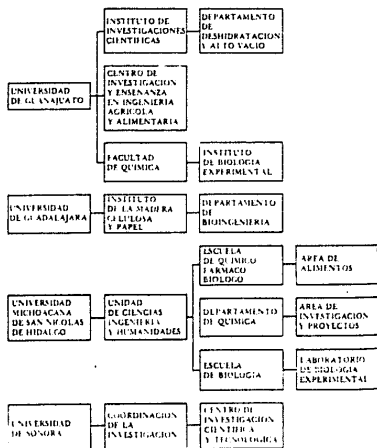 INSTITUTO DE
INVESTIGACIONES
CIENTIFICAS
DEPARTAMENTO
DE
DESHIDRATACION
Y ALTO VACIO
UNIVERSIDAD
DE GUANAJUATO
CENTRO DE
INVESTIGACION
Y ENSEÑANZA
EN INGENIERIA
AGRICOLA
Y ALIMENTARIA
FACULTAD
DE QUIMICA
INSTITUTO
DE BIOLOGIA
EXPERIMENTAL
UNIVERSIDAD
DE GUADALAJARA
INSTITUTO
DE LA MADERA
CELULOSA
Y PAPEL
DEPARTAMENTO
DE
BIOINGENIERIA
ESCUELA
DE QUIMICO
FARMACO
BIOLOGO
AREA DE
ALIMENTOS
UNIVERSIDAD
MICHOACANA
DE SAN NICOLAS
DE HIDALGO
UNIDAD
DE CIENCIAS
INGENIERIA
Y HUMANIDADES
DEPARTAMENTO
DE QUIMICA
AREA DE
INVESTIGACION
Y PROYECTOS
ESCUELA
DE BIOLOGIA
LABORATORIO
DE BIOLOGIA
EXPERIMENTAL
UNIVERSIDAD
DE SONORA
COORDINACION
DE LA
INVESTIGACION
CENTRO DE
INVESTIGACION
CIENTIFICA
Y TECNOLOGICA